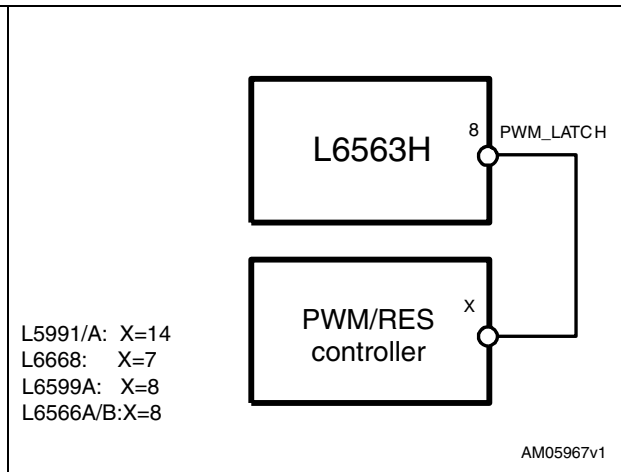 L6563H
8 PWM_LATCH
PWM/RES
controller
X
L5991/A: X=14
L6668: X=7
L6599A: X=8
L6566A/B:X=8
AM05967v1